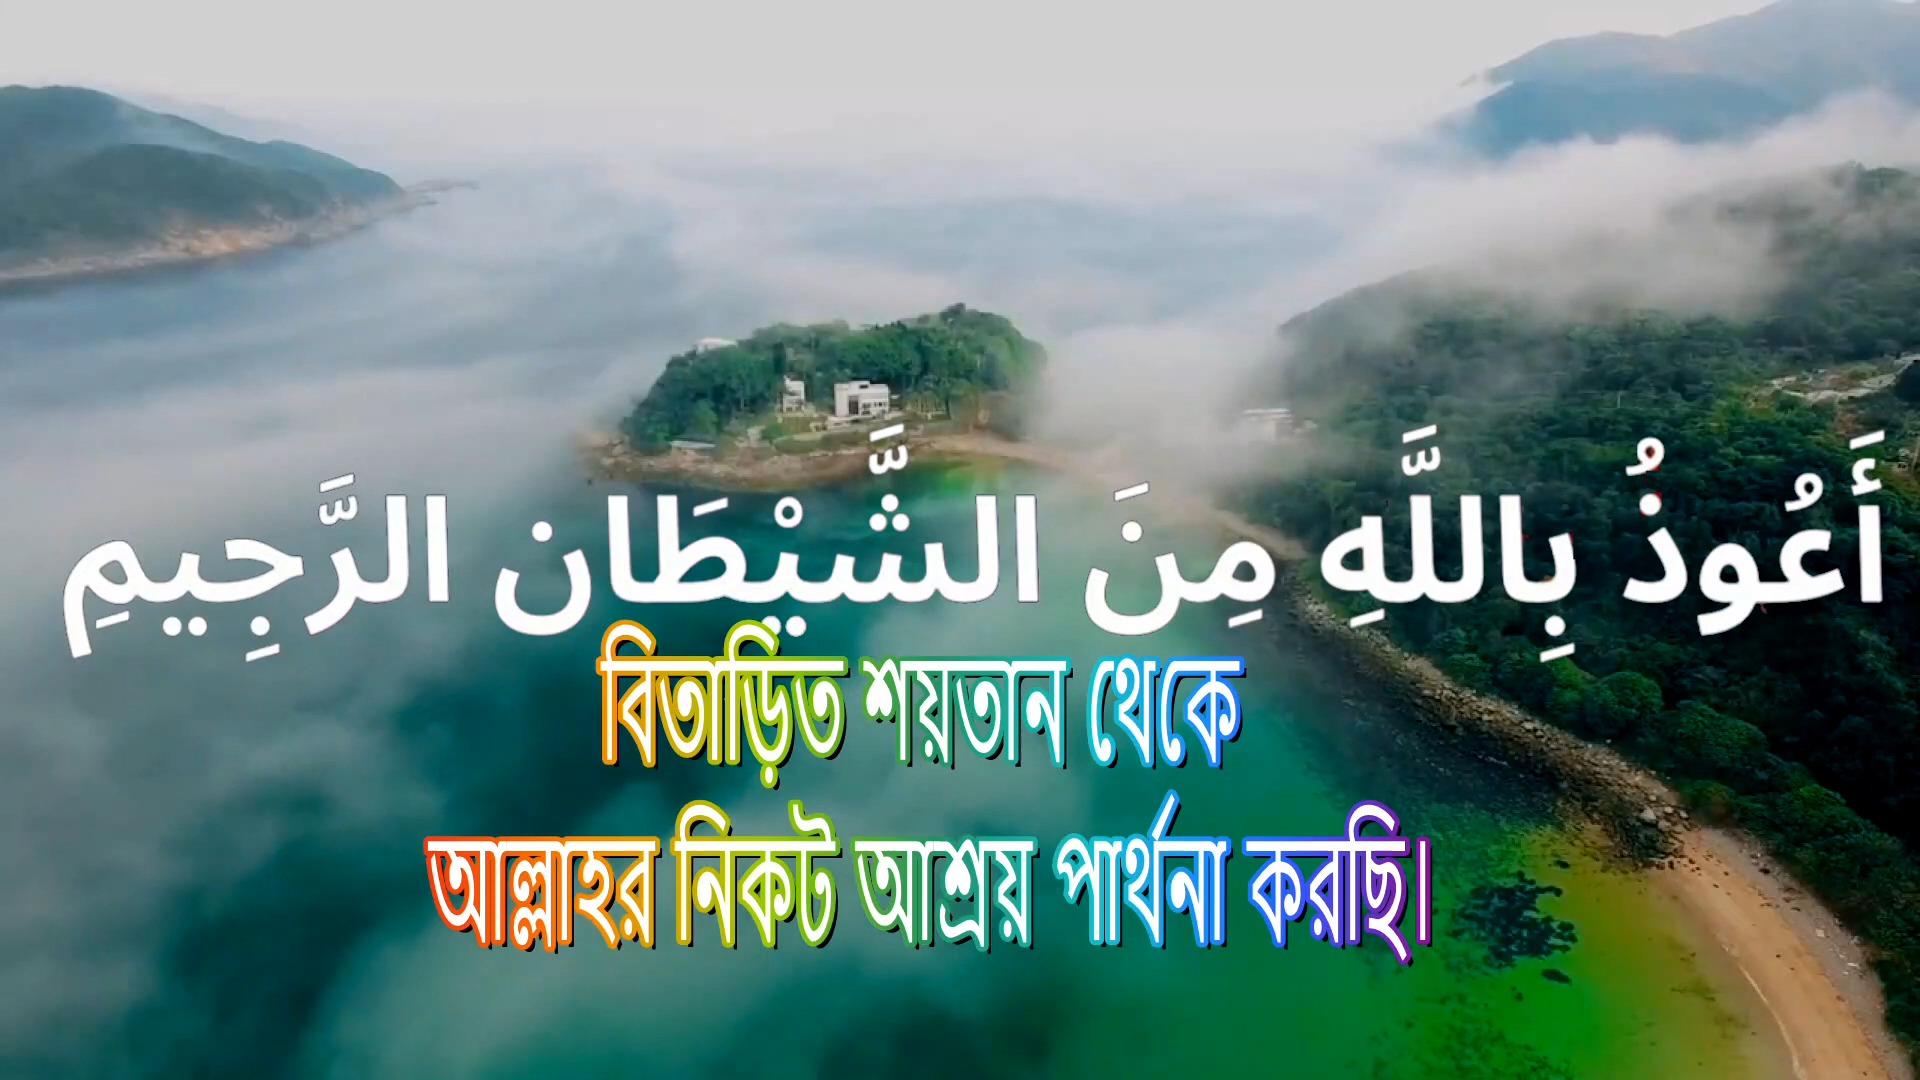 أَعُوذُ بِاللَّهِ مِنَ الشَّيْطَان الرَّجِيمِ
বিতাড়িত শয়তান থেকে
আল্লাহর নিকট আশ্রয় পার্থনা করছি।